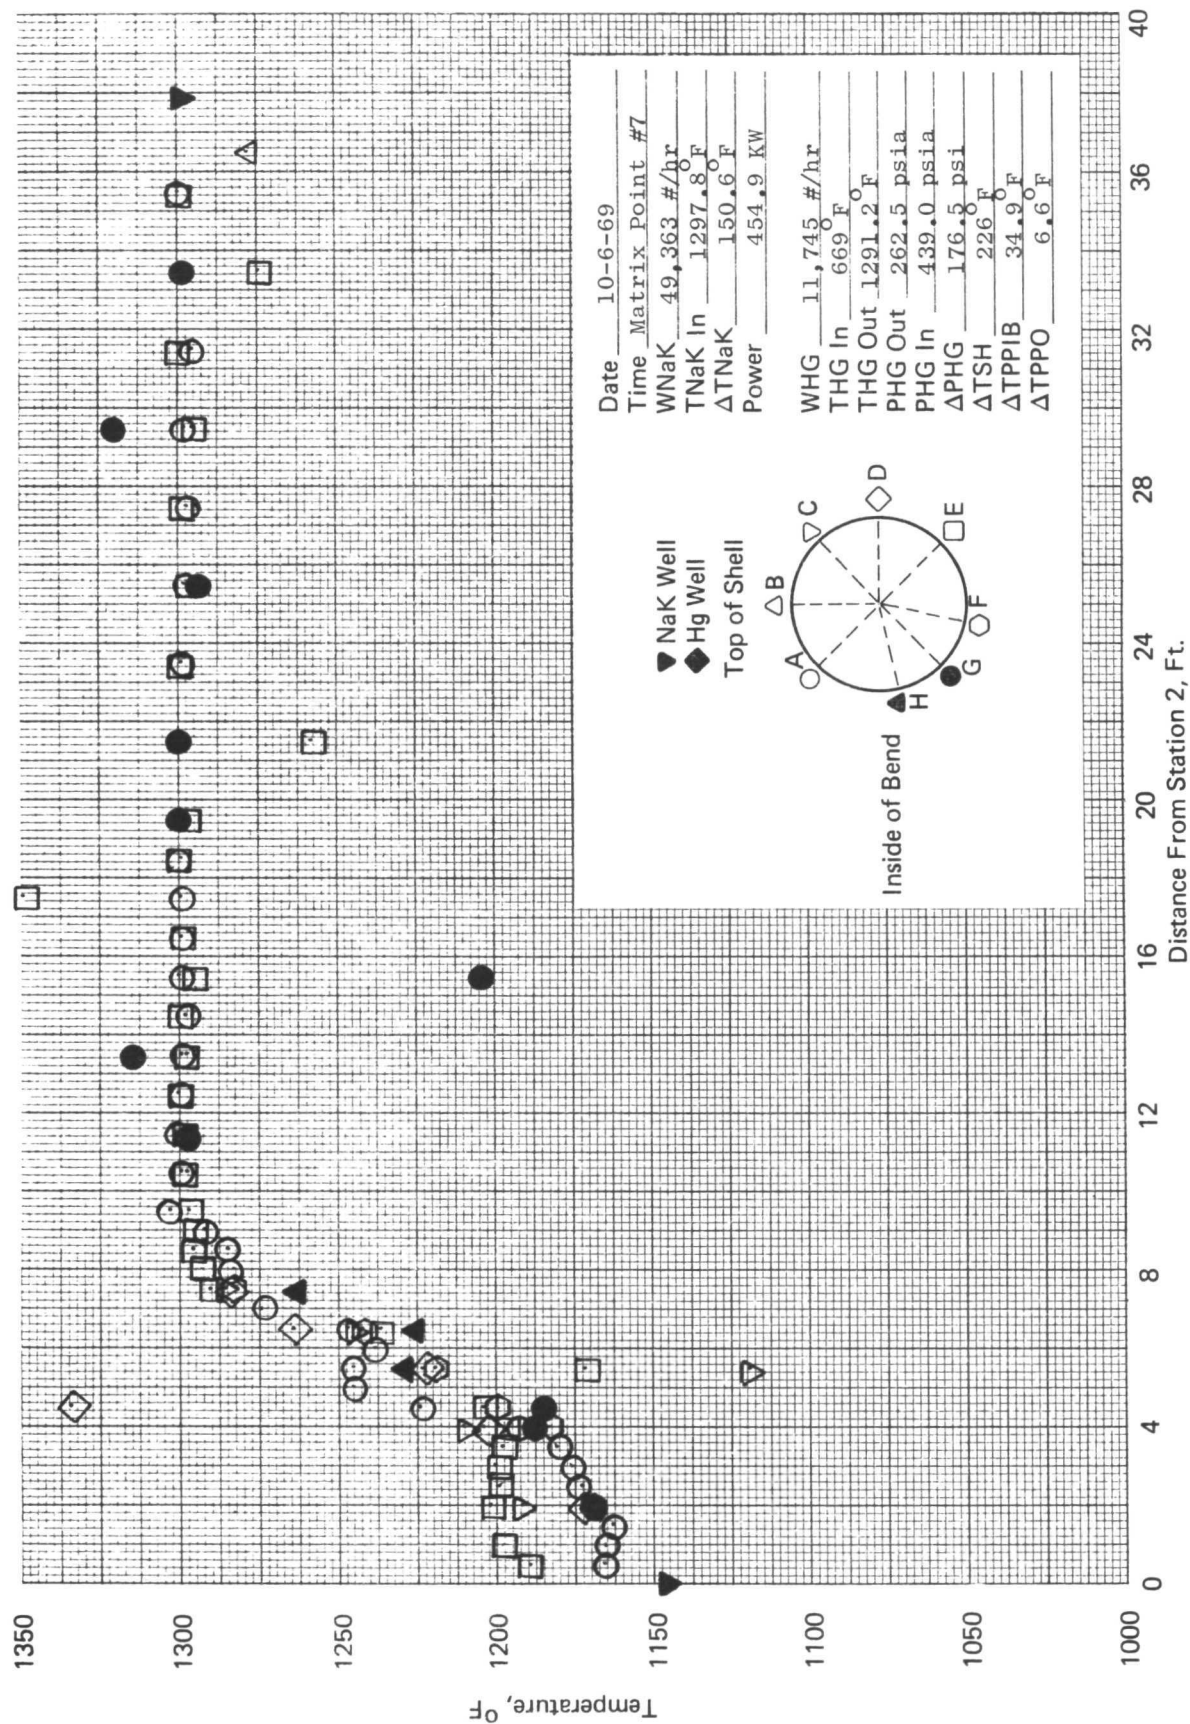 Temperature, °F
1350
1300
1250
1200
1150
1100
1050
1000
0
4
8
12
16
20
24
28
32
36
40
Distance From Station 2, Ft.
Inside of Bend
NaK Well
Hg Well
Top of Shell
A
B
C
D
E
F
G
H
Date 10-6-69
Time Matrix Point #7
WNaK 49,363 #/hr
TNaK In 1297.8°F
ΔTNaK 150.6°F
Power 454.9 KW
WHG 11,745 #/hr
THG In 669°F
THG Out 1291.2°F
PHG Out 262.5 psia
PHG In 439.0 psia
ΔPHG 176.5 psi
ΔTSH 226°F
ΔTPPIB 34.9°F
ΔTPPO 6.6°F